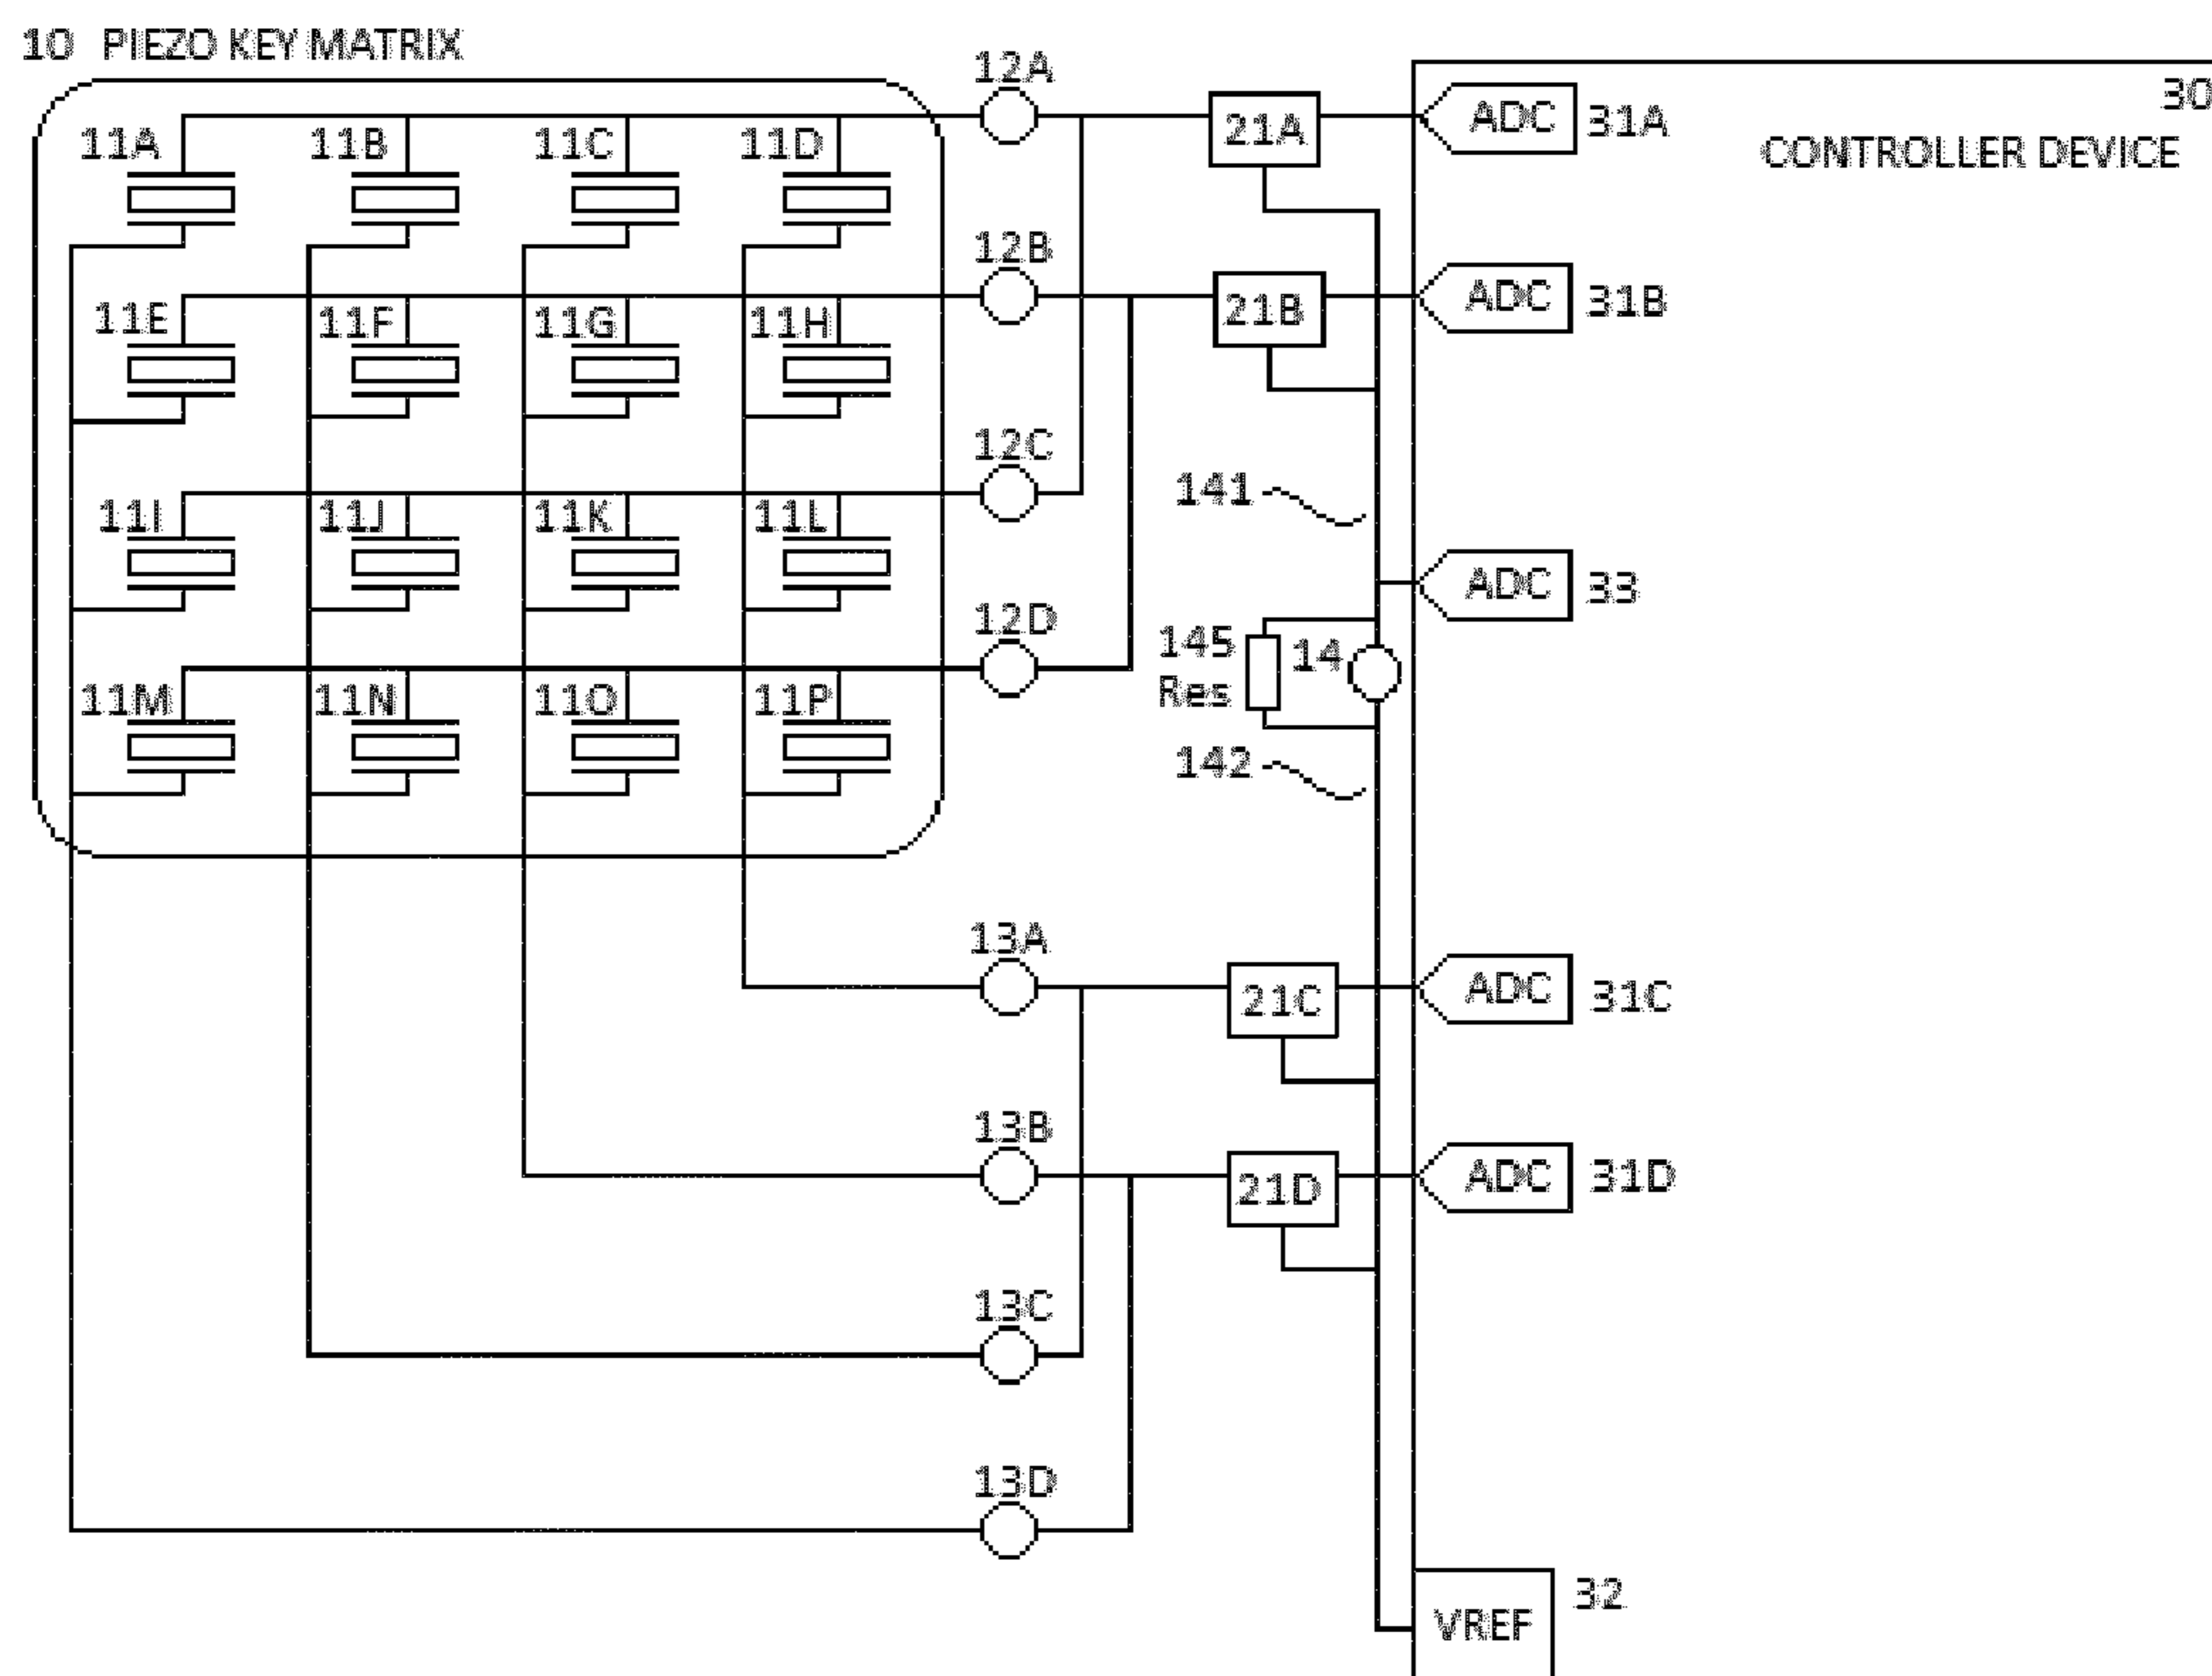 10 PIEZO KEY MATRIX
12A
30
11A 11B 11C 11D
21A
ADC 31A
CONTROLLER DEVICE
12B
11E 11F 11G 11H
21B
ADC 31B
12C
11I 11J 11K 11L
141
ADC 33
12D
145 14
Res
11M 11N 11O 11P
142
13A
21C
ADC 31C
13B
21D
ADC 31D
13C
13D
32
VREF